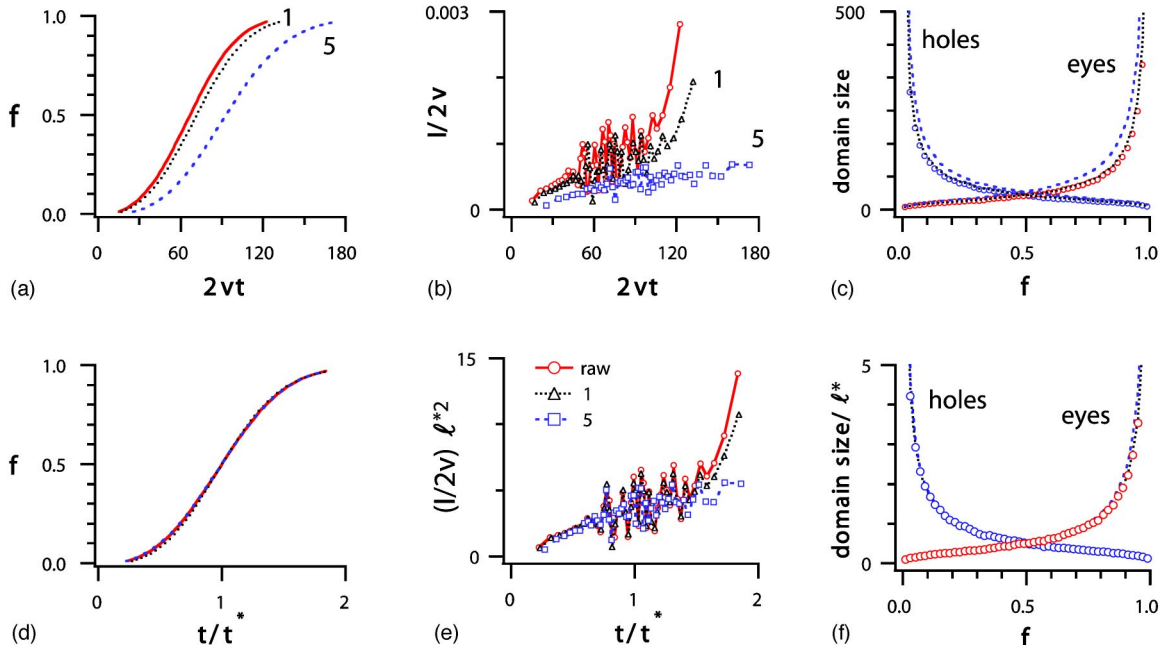 1.0
f
0.5
0.0
0
60
120
180
2vt
(a)
1
5
0.003
I/2v
0
0
60
120
180
2vt
(b)
1
5
500
domain size
0
0.0
0.5
1.0
f
(c)
holes
eyes
1.0
f
0.5
0.0
0
1
2
t/t*
(d)
15
(I/2v) ℓ*2
0
0
1
2
t/t*
(e)
raw
1
5
5
domain size/ ℓ*
0
0.0
0.5
1.0
f
(f)
holes
eyes